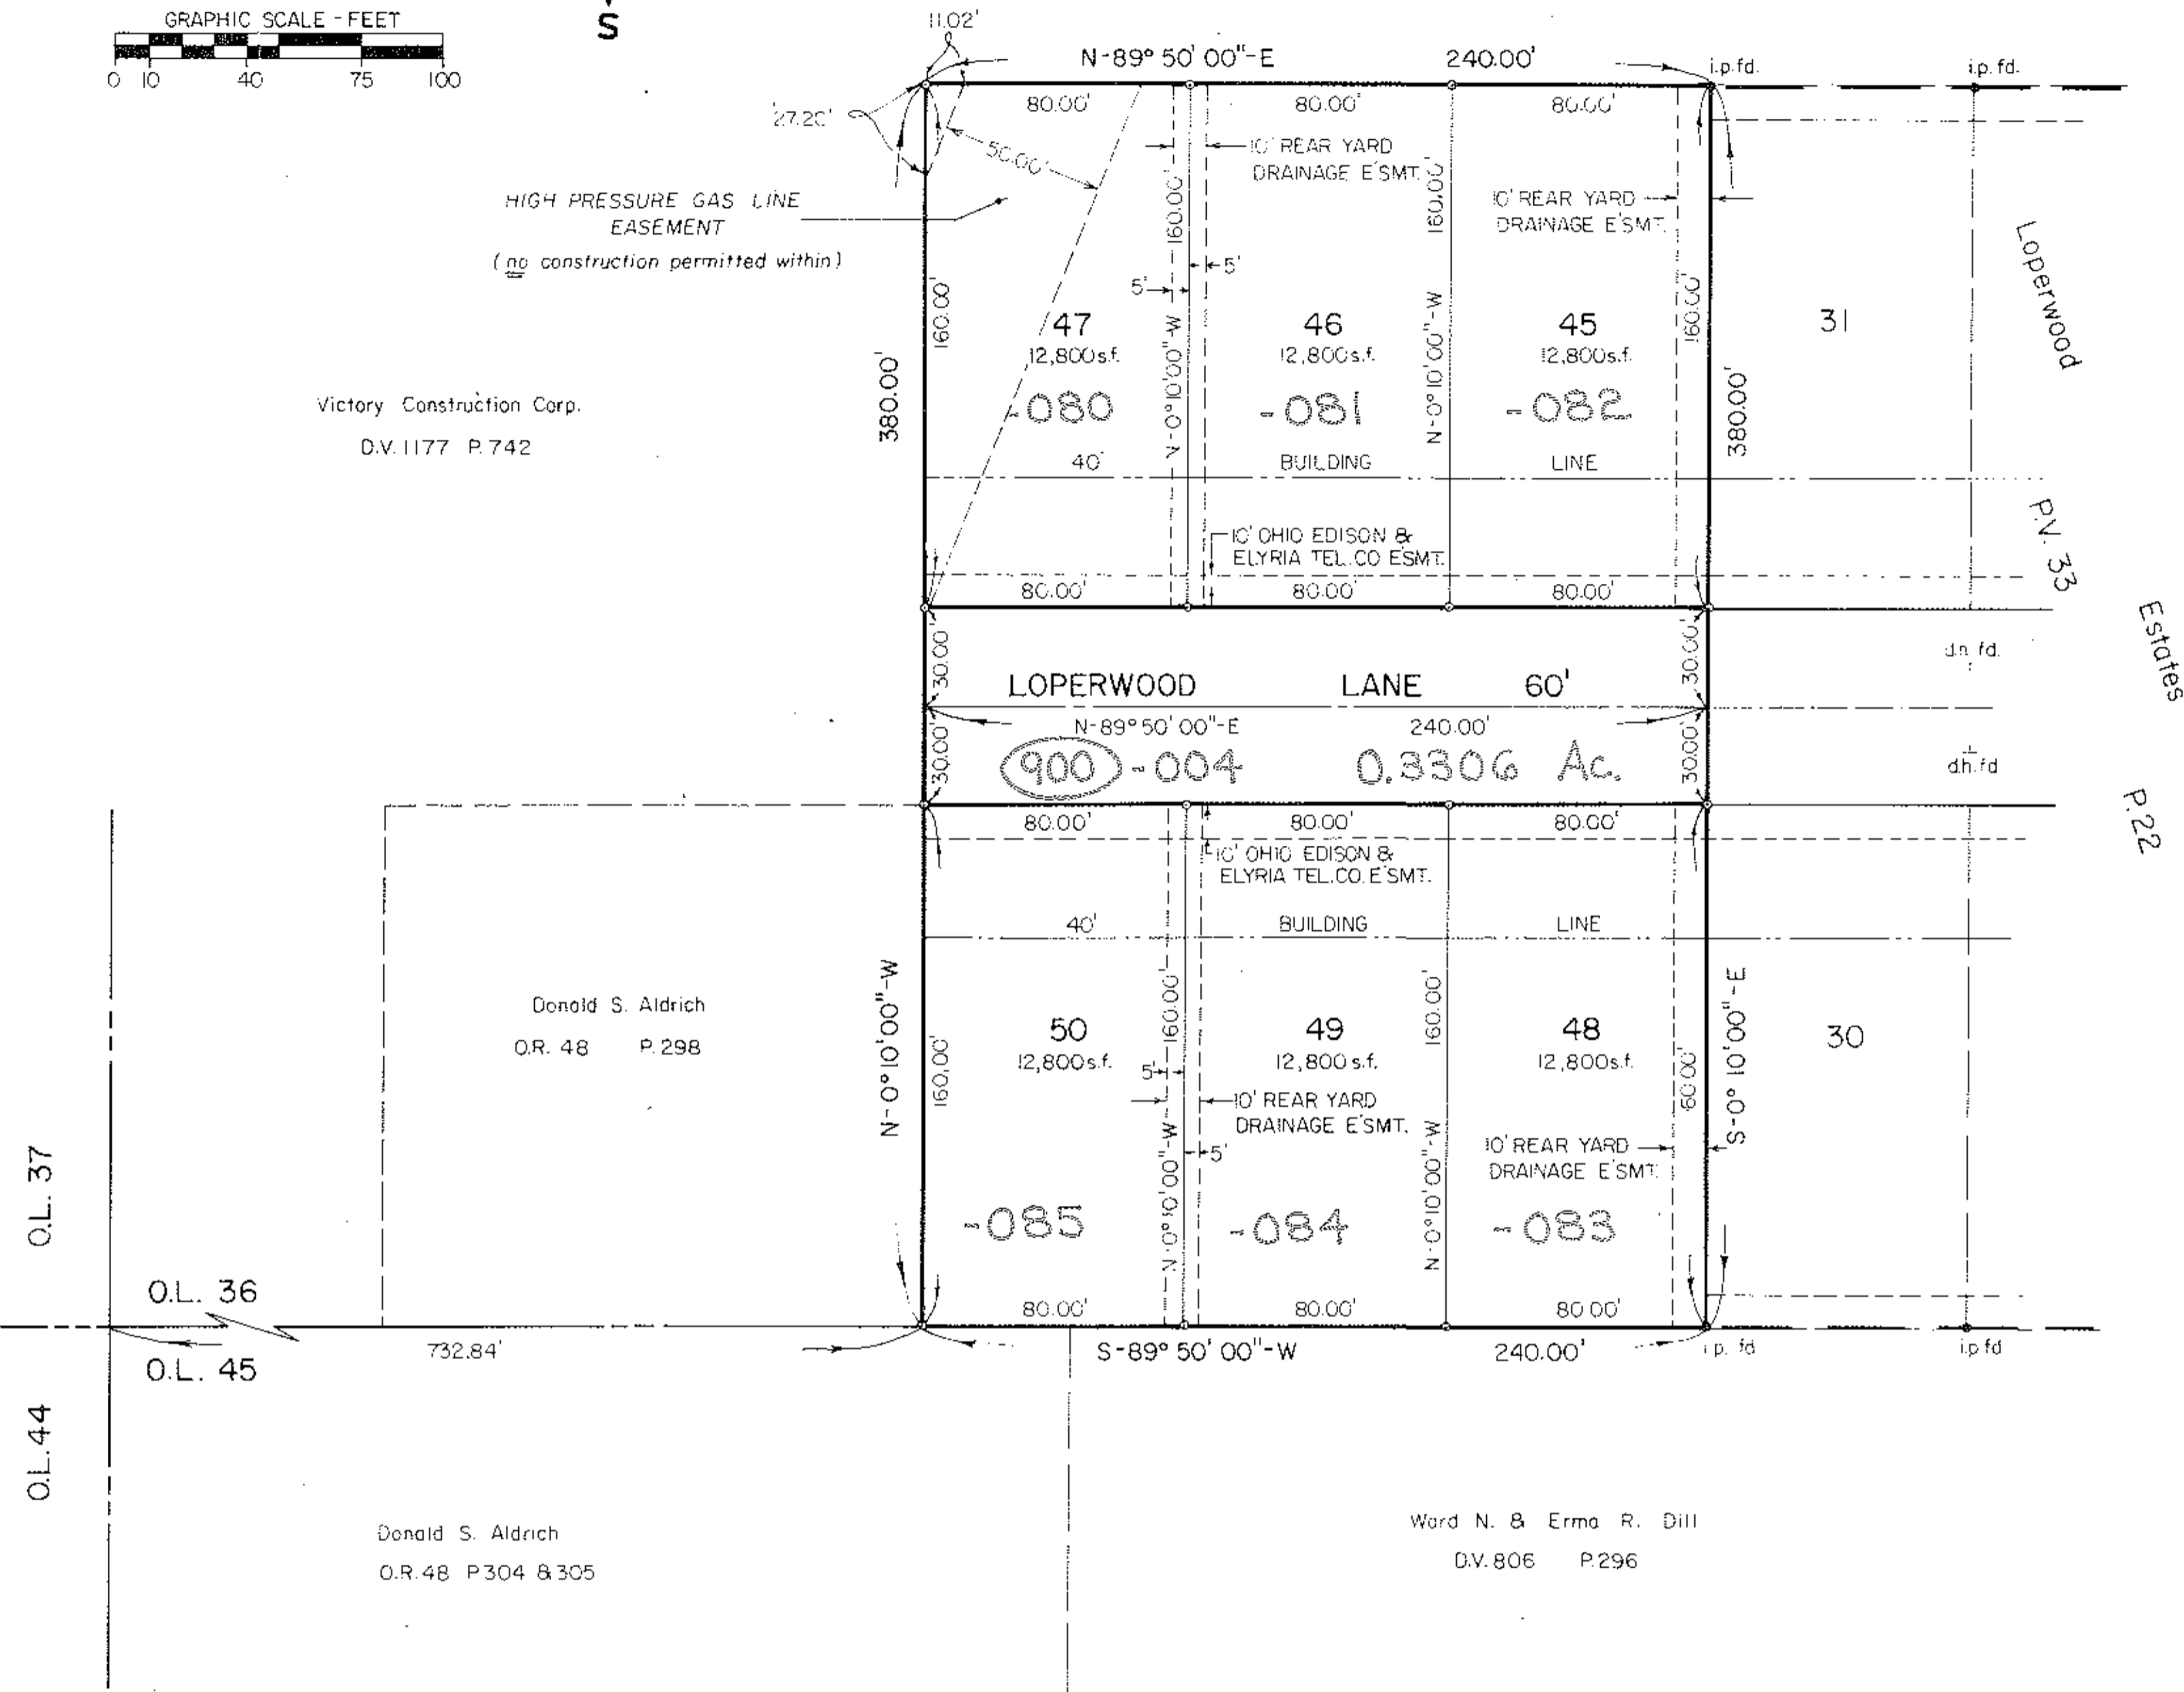 GRAPHIC SCALE - FEET
0 10 40 75 100
S
11.02'
N-89° 50' 00"-E 240.00'
i.p.fd. i.p.fd.
27.20'
80.00' 80.00' 80.00'
50.00'
10' REAR YARD
DRAINAGE E'SMT.
HIGH PRESSURE GAS LINE
EASEMENT
(no construction permitted within)
10' REAR YARD
DRAINAGE E'SMT.
160.00'
160.00'
160.00'
160.00'
5'
5'
N-0°10'00"-W
N-0°10'00"-W
380.00'
380.00'
47 46 45 31
12,800s.f. 12,800s.f. 12,800s.f.
-080 -081 -082
Victory Construction Corp.
D.V. 1177 P. 742
40' BUILDING LINE
10' OHIO EDISON &
ELYRIA TEL.CO E'SMT.
80.00' 80.00' 80.00'
Loperwood
P.V. 33
Estates
P.22
30.00' 30.00'
LOPERWOOD LANE 60'
d.h. fd.
N-89°50'00"-E 240.00'
30.00' 30.00'
900 -004 0.3306 Ac.
d.h. fd
80.00' 80.00' 80.00'
10' OHIO EDISON &
ELYRIA TEL.CO. E'SMT.
40' BUILDING LINE
N-0°10'00"-W
160.00'
160.00'
160.00'
S-0°10'00"-E
Donald S. Aldrich
O.R. 48 P. 298
50 49 48 30
12,800s.f. 12,800s.f. 12,800s.f.
5'
10' REAR YARD
DRAINAGE E'SMT.
5'
10' REAR YARD
DRAINAGE E'SMT.
N-0°10'00"-W
N-0°10'00"-W
-085 -084 -083
O.L. 37
O.L. 36
80.00' 80.00' 80.00'
732.84'
S-89° 50' 00"-W 240.00'
i.p. fd i.p.fd
O.L. 45
O.L. 44
Donald S. Aldrich
O.R.48 P.304 & 305
Ward N. & Erma R. Dill
D.V. 806 P.296